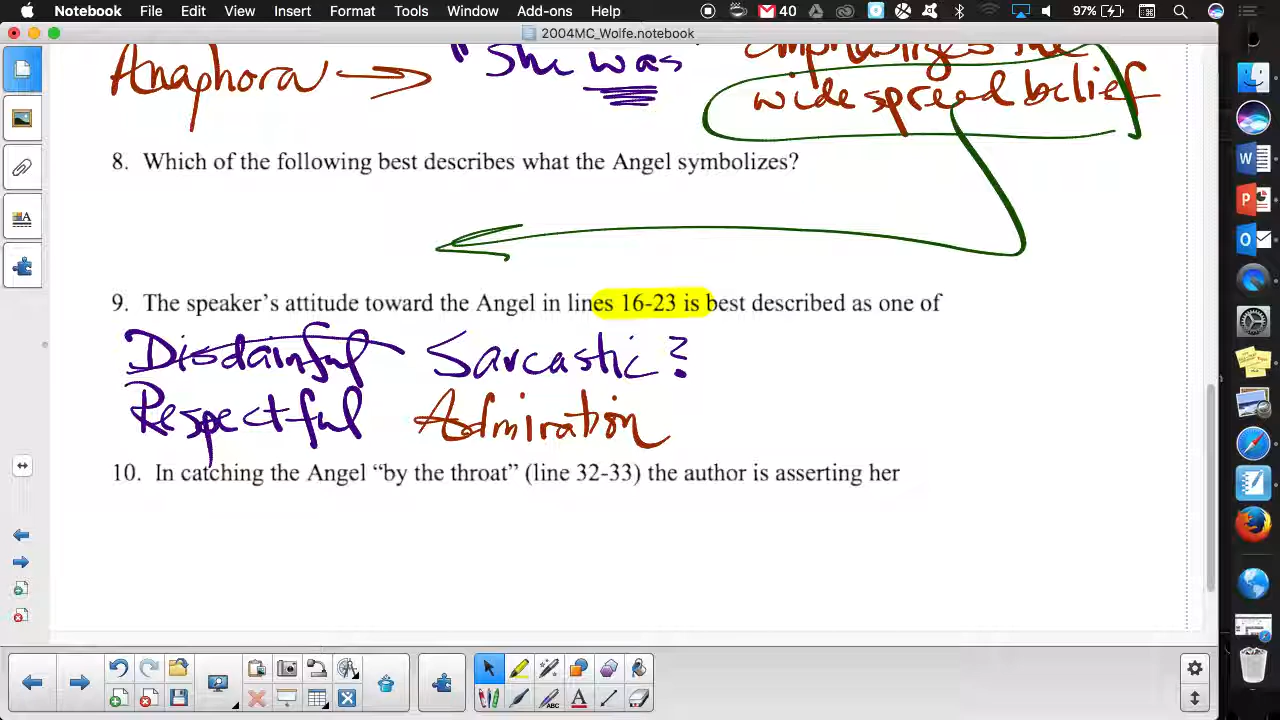 Notebook File Edit View Insert Format Tools Window Add-ons Help 40 97%
2004MC_Wolfe.notebook
Anaphora → "She was emphasizes the
widespread belief
8. Which of the following best describes what the Angel symbolizes?
9. The speaker's attitude toward the Angel in lines 16-23 is best described as one of
Disdainful Sarcastic?
Respectful Admiration
10. In catching the Angel "by the throat" (line 32-33) the author is asserting her